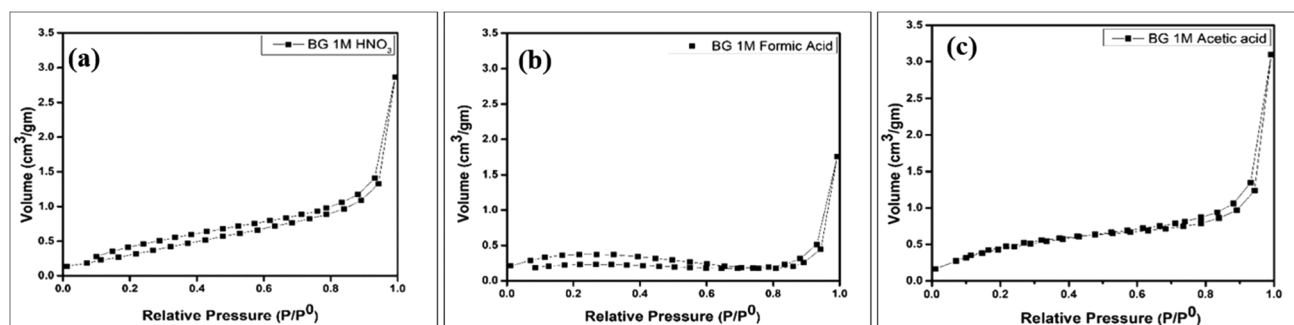 (a)
BG 1M HNO₃
Volume (cm³/gm)
3.5
3.0
2.5
2.0
1.5
1.0
0.5
0.0
0.0 0.2 0.4 0.6 0.8 1.0
Relative Pressure (P/P⁰)
(b)
BG 1M Formic Acid
Volume (cm³/gm)
3.5
3.0
2.5
2.0
1.5
1.0
0.5
0.0
0.0 0.2 0.4 0.6 0.8 1.0
Relative Pressure (P/P⁰)
(c)
BG 1M Acetic acid
Volume (cm³/gm)
3.5
3.0
2.5
2.0
1.5
1.0
0.5
0.0
0.0 0.2 0.4 0.6 0.8 1.0
Relative Pressure (P/P⁰)